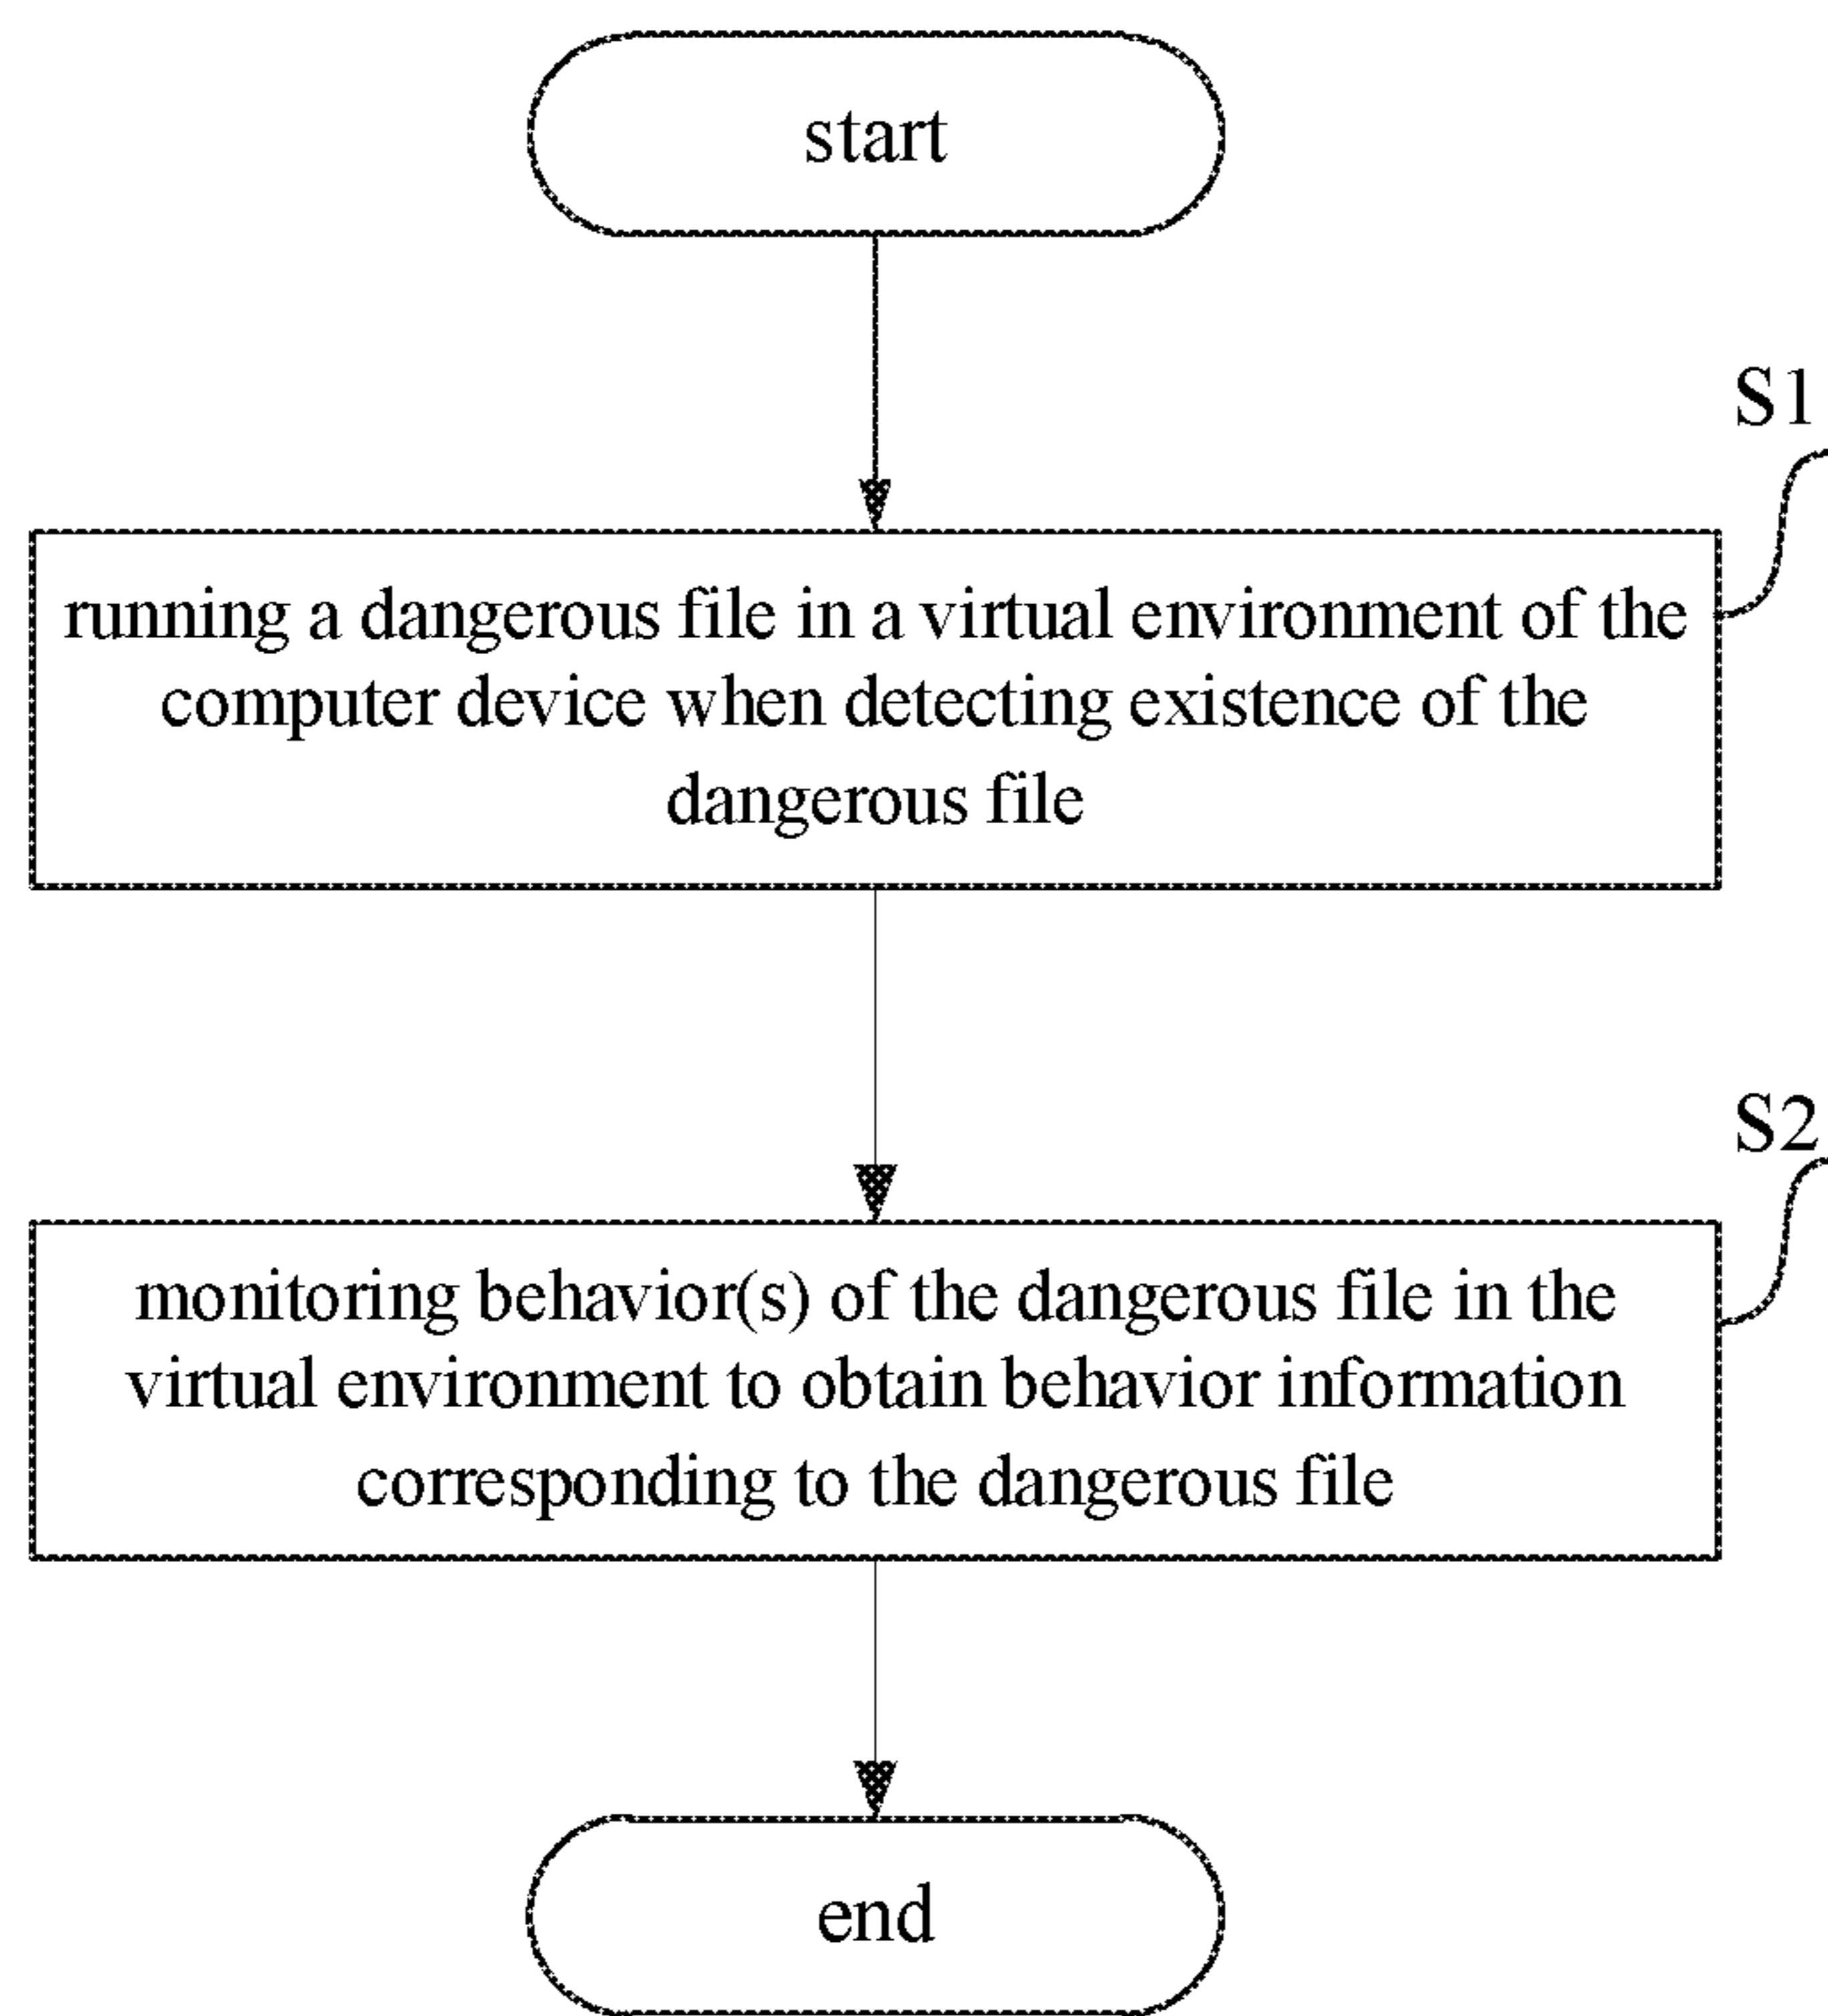 start
S1
running a dangerous file in a virtual environment of the
computer device when detecting existence of the
dangerous file
S2
monitoring behavior(s) of the dangerous file in the
virtual environment to obtain behavior information
corresponding to the dangerous file
end